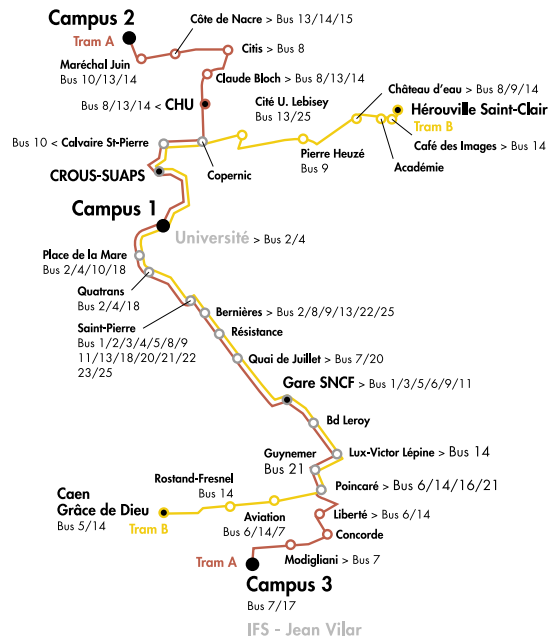 Campus 2
Tram A
Côte de Nacre > Bus 13/14/15
Citis > Bus 8
Maréchal Juin
Bus 10/13/14
Claude Bloch > Bus 8/13/14
Château d'eau > Bus 8/9/14
Bus 8/13/14 < CHU
Cité U. Lebisey
Bus 13/25
Hérouville Saint-Clair
Tram B
Bus 10 < Calvaire St-Pierre
Café des Images > Bus 14
Pierre Heuzé
Bus 9
Académie
Copernic
CROUS-SUAPS
Campus 1
Université > Bus 2/4
Place de la Mare
Bus 2/4/10/18
Quatrans
Bus 2/4/18
Saint-Pierre
Bus 1/2/3/4/5/8/9
11/13/18/20/21/22
23/25
Bernières > Bus 2/8/9/13/22/25
Résistance
Quai de Juillet > Bus 7/20
Gare SNCF > Bus 1/3/5/6/9/11
Bd Leroy
Guynemer
Bus 21
Lux-Victor Lépine > Bus 14
Rostand-Fresnel
Bus 14
Poincaré > Bus 6/14/16/21
Caen
Grâce de Dieu
Bus 5/14
Tram B
Aviation
Bus 6/14/7
Liberté > Bus 6/14
Concorde
Modigliani > Bus 7
Tram A
Campus 3
Bus 7/17
IFS - Jean Vilar